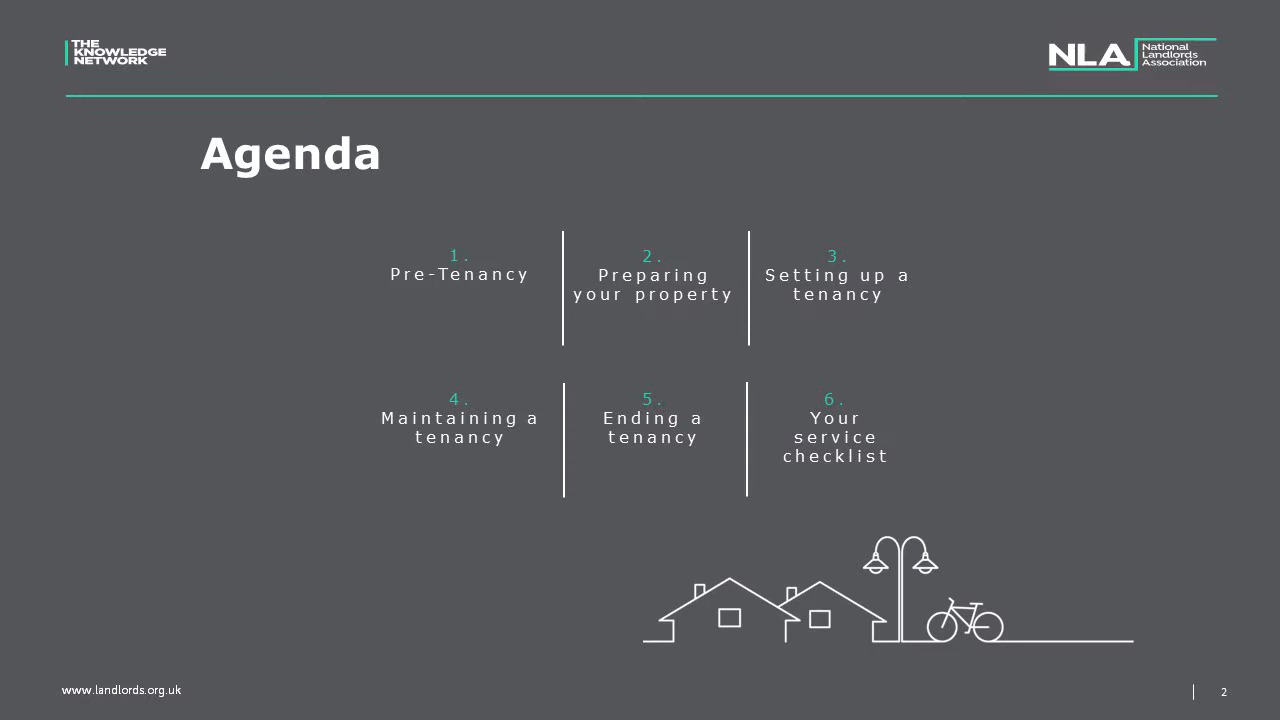 THE
KNOWLEDGE
NETWORK
NLA
National
Landlords
Association
Agenda
1.
Pre-Tenancy
2.
Preparing
your property
3.
Setting up a
tenancy
4.
Maintaining a
tenancy
5.
Ending a
tenancy
6.
Your
service
checklist
www.landlords.org.uk
2